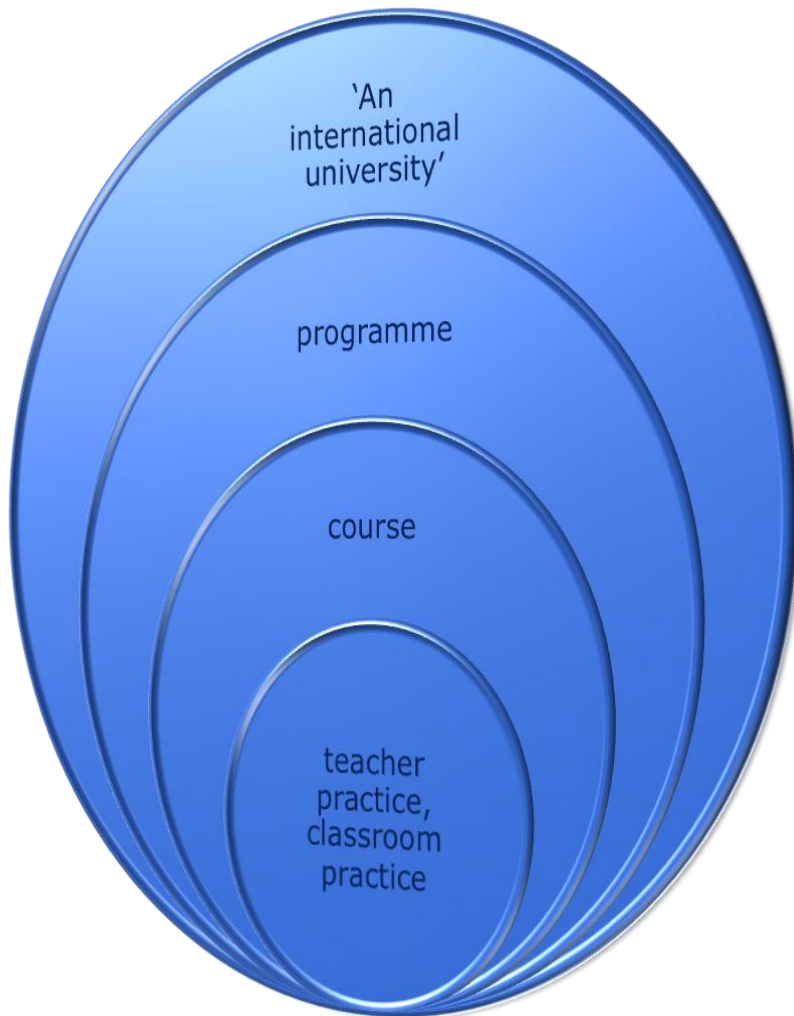 ‘An
international
university’
programme
course
teacher
practice,
classroom
practice